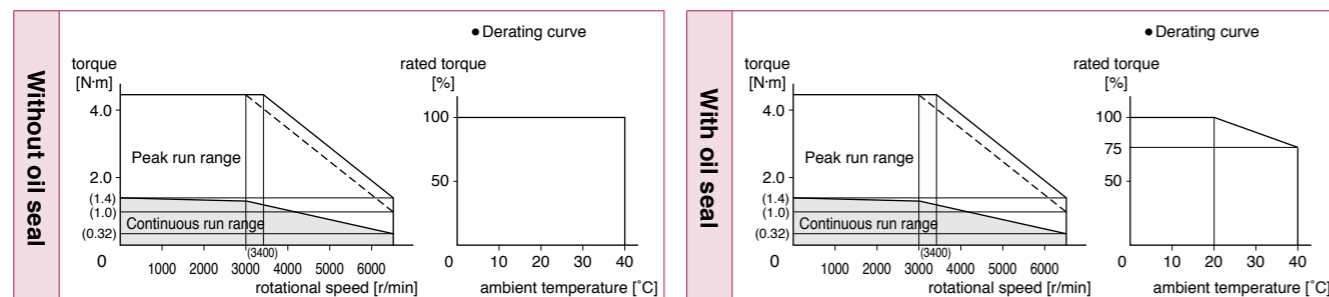 Without oil seal
● Derating curve
torque
[N·m]
4.0
2.0
(1.4)
(1.0)
(0.32)
0
Peak run range
Continuous run range
(3400)
1000 2000 3000 4000 5000 6000
rotational speed [r/min]
rated torque
[%]
100
50
0 10 20 30 40
ambient temperature [˚C]
With oil seal
● Derating curve
torque
[N·m]
4.0
2.0
(1.4)
(1.0)
(0.32)
0
Peak run range
Continuous run range
(3400)
1000 2000 3000 4000 5000 6000
rotational speed [r/min]
rated torque
[%]
100
75
50
0 10 20 30 40
ambient temperature [˚C]